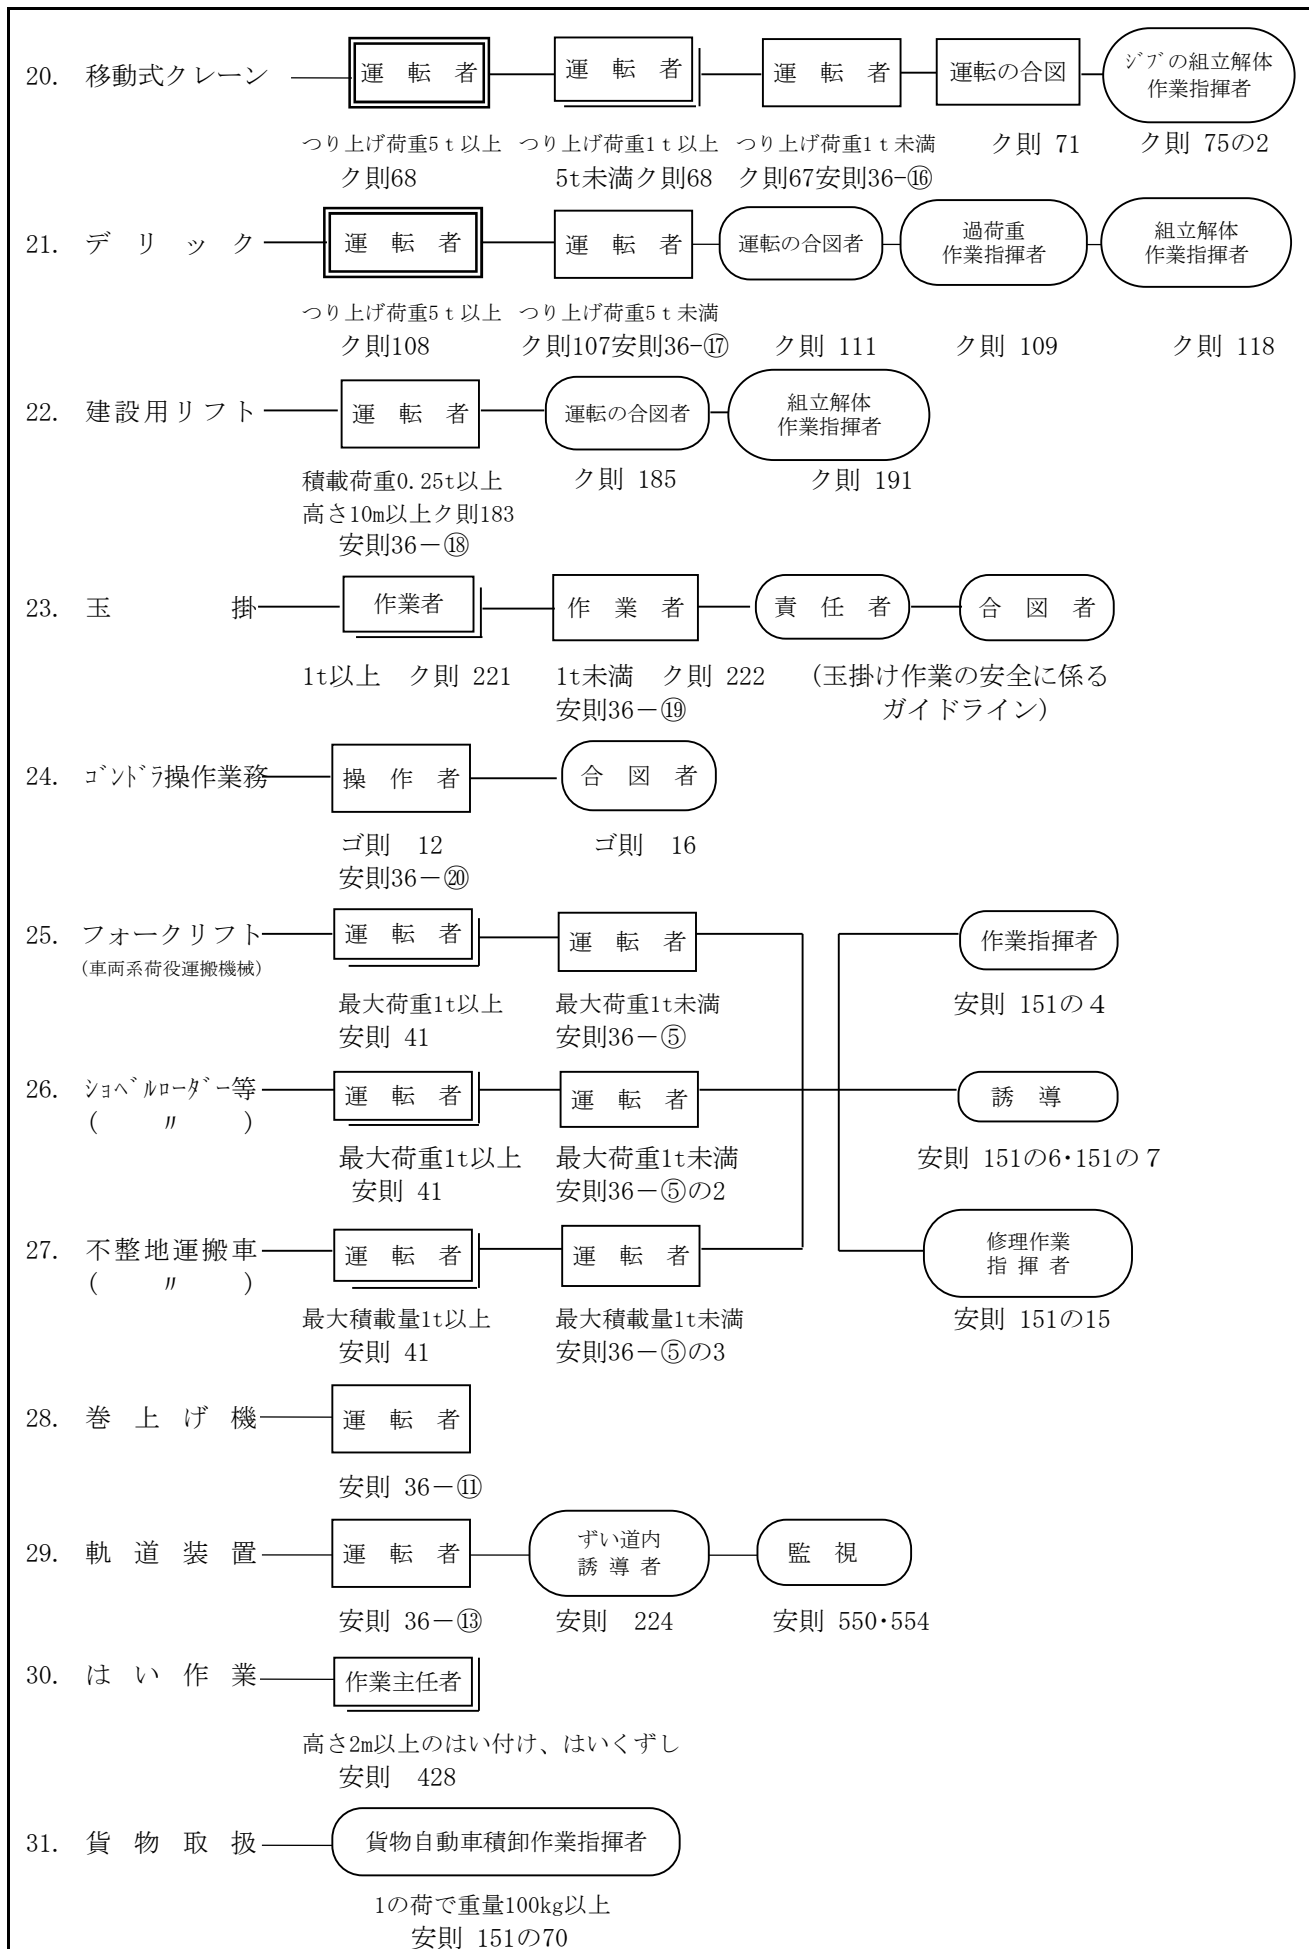 20. 移動式クレーン 運転者 運転者 運転者 運転の合図 ｼﾞﾌﾞの組立解体
作業指揮者
つり上げ荷重5ｔ以上 つり上げ荷重1ｔ以上 つり上げ荷重1ｔ未満 ク則 71 ク則 75の2
ク則68 5t未満ク則68 ク則67安則36-⑯
21. デリック 運転者 運転者 運転の合図者 過荷重
作業指揮者 組立解体
作業指揮者
つり上げ荷重5ｔ以上 つり上げ荷重5ｔ未満
ク則108 ク則107安則36-⑰ ク則 111 ク則 109 ク則 118
22. 建設用リフト 運転者 運転の合図者 組立解体
作業指揮者
積載荷重0.25t以上 ク則 185 ク則 191
高さ10m以上ク則183
安則36－⑱
23. 玉掛 作業者 作業者 責任者 合図者
1t以上 ク則 221 1t未満 ク則 222 （玉掛け作業の安全に係る
安則36－⑲ ガイドライン）
24. ｺﾞﾝﾄﾞﾗ操作業務 操作者 合図者
ゴ則 12 ゴ則 16
安則36－⑳
25. フォークリフト 運転者 運転者 作業指揮者
(車両系荷役運搬機械)
最大荷重1t以上 最大荷重1t未満 安則 151の４
安則 41 安則36－⑤
26. ｼｮﾍﾞﾙﾛｰﾀﾞｰ等 運転者 運転者 誘導
( 〃 )
最大荷重1t以上 最大荷重1t未満 安則 151の6･151の７
安則 41 安則36－⑤の2
27. 不整地運搬車 運転者 運転者 修理作業
指揮者
( 〃 )
最大積載量1t以上 最大積載量1t未満 安則 151の15
安則 41 安則36－⑤の3
28. 巻上げ機 運転者
安則 36－⑪
29. 軌道装置 運転者 ずい道内
誘導者 監視
安則 36－⑬ 安則 224 安則 550･554
30. はい作業 作業主任者
高さ2m以上のはい付け、はいくずし
安則 428
31. 貨物取扱 貨物自動車積卸作業指揮者
1の荷で重量100kg以上
安則 151の70